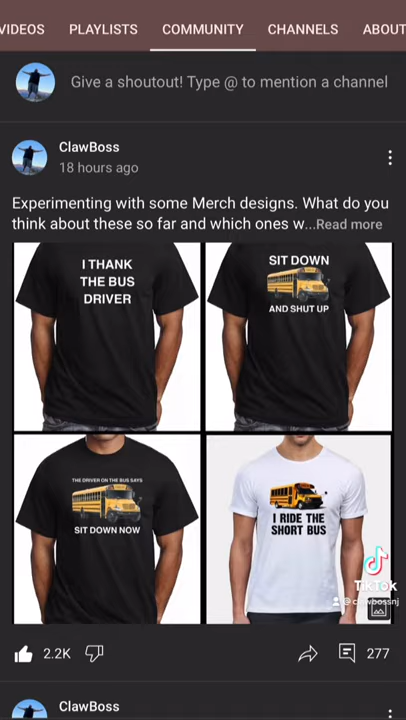 VIDEOS PLAYLISTS COMMUNITY CHANNELS ABOUT
Give a shoutout! Type @ to mention a channel
ClawBoss
18 hours ago
Experimenting with some Merch designs. What do you
think about these so far and which ones w...Read more
I THANK
THE BUS
DRIVER
SIT DOWN
AND SHUT UP
THE DRIVER ON THE BUS SAYS
SIT DOWN NOW
I RIDE THE
SHORT BUS
TikTok
@clawbossnj
2.2K
277
ClawBoss